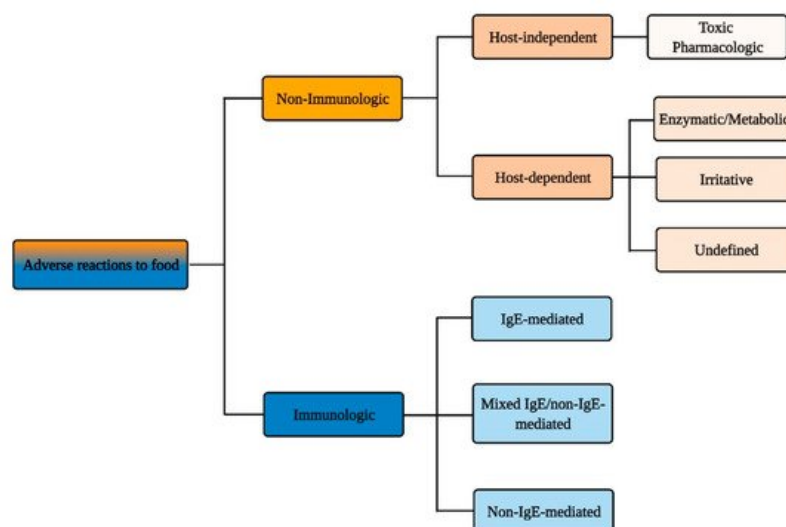 Host-independent
Toxic
Pharmacologic
Non-Immunologic
Enzymatic/Metabolic
Host-dependent
Irritative
Undefined
Adverse reactions to food
IgE-mediated
Immunologic
Mixed IgE/non-IgE-
mediated
Non-IgE-mediated